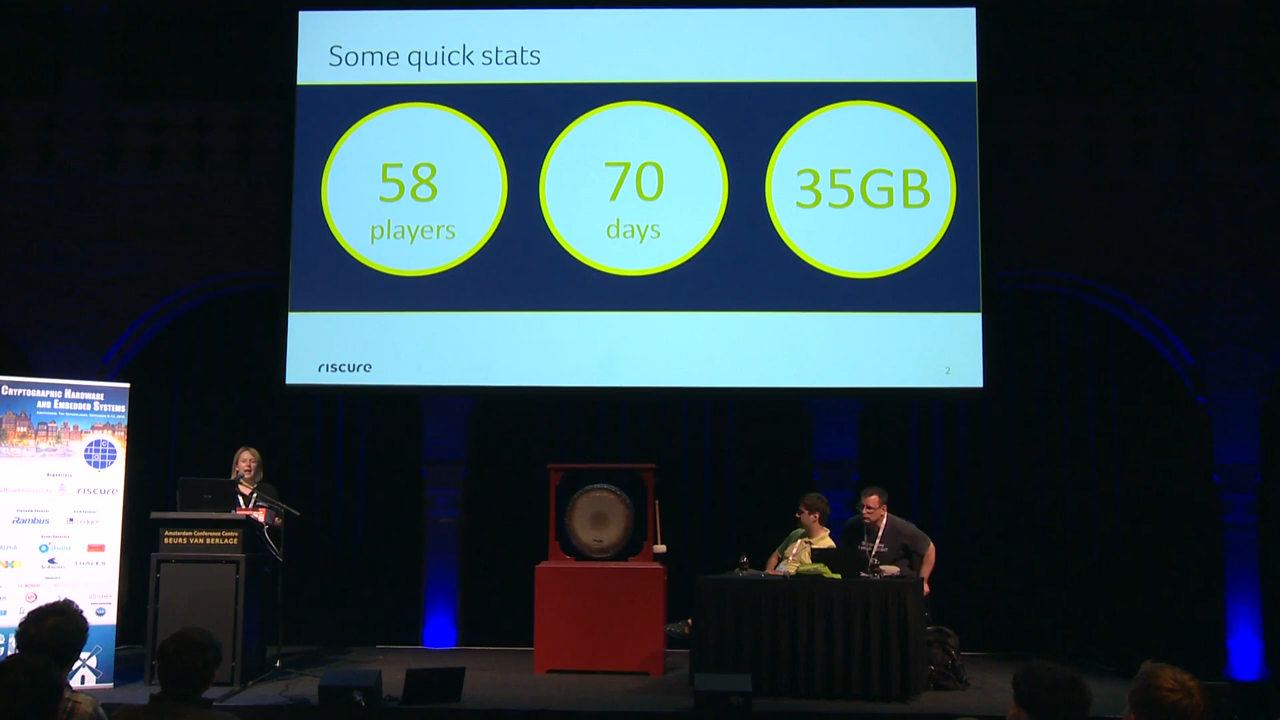 Some quick stats
58
players
70
days
35GB
riscure
2
CRYPTOGRAPHIC HARDWARE
AND EMBEDDED SYSTEMS
riscure
Rambus
THALES
Amsterdam Conference Centre
BEURS VAN BERLAGE